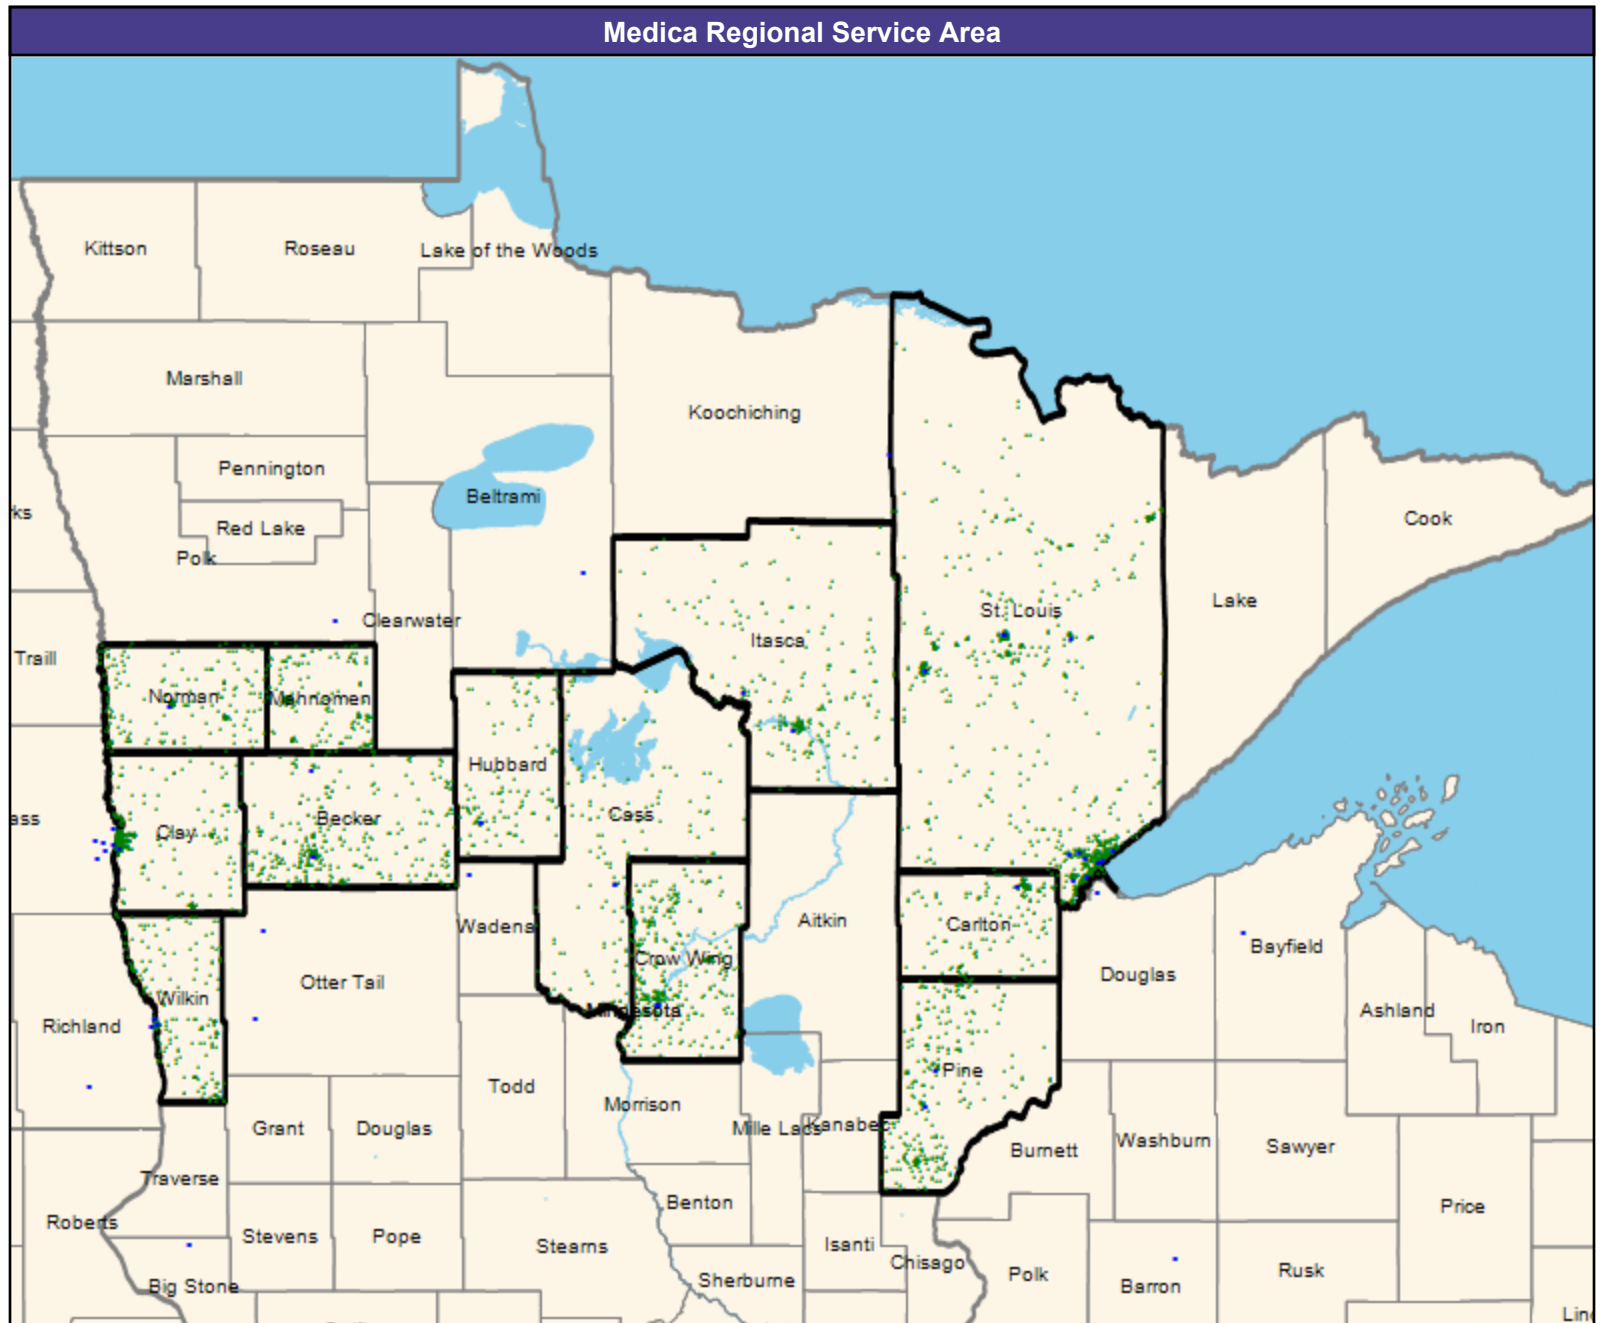 Medica Regional Service Area
Kittson
Roseau
Lake of the Woods
Marshall
Koochiching
Pennington
Beltrami
ks
Red Lake
Cook
Polk
Lake
St. Louis
Clearwater
Itasca
Traill
Norman
Mahnomen
Hubbard
Cass
ass
Clay
Becker
Aitkin
Carlton
Wadena
Bayfield
Crow Wing
Douglas
Otter Tail
Wilkin
Minnesota
Ashland
Richland
Iron
Pine
Todd
Morrison
Grant
Douglas
Mille Lacs
Kanabec
Washburn
Burnett
Sawyer
Traverse
Benton
Price
Roberts
Stevens
Pope
Stearns
Isanti
Chisago
Polk
Rusk
Big Stone
Sherburne
Barron